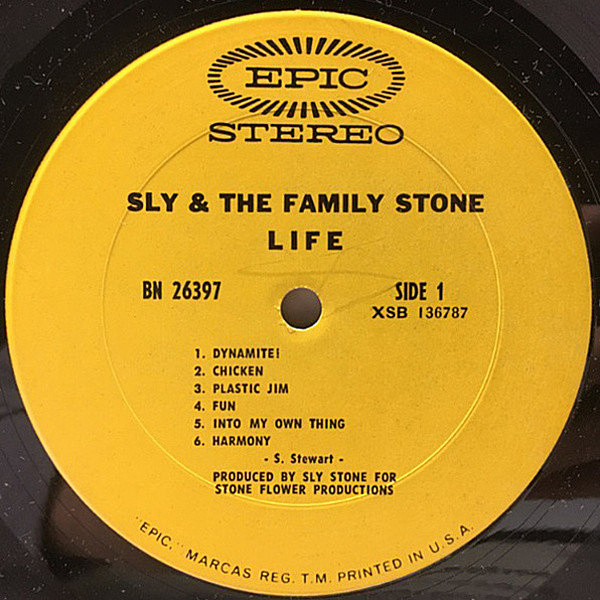 EPIC
STEREO
SLY & THE FAMILY STONE
LIFE
BN 26397
SIDE 1
XSB 136787
1. DYNAMITE!
2. CHICKEN
3. PLASTIC JIM
4. FUN
5. INTO MY OWN THING
6. HARMONY
- S. Stewart -
PRODUCED BY SLY STONE FOR
STONE FLOWER PRODUCTIONS
"EPIC," MARCAS REG. T.M. PRINTED IN U.S.A.